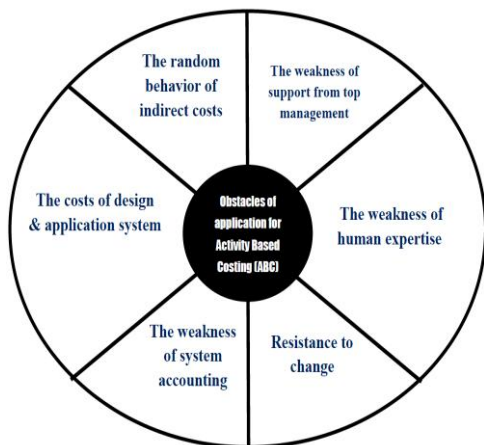 The random
behavior of
indirect costs
The weakness of
support from top
management
The costs of design
& application system
Obstacles of
application for
Activity Based
Costing (ABC)
The weakness of
human expertise
The weakness
of system
accounting
Resistance to
change